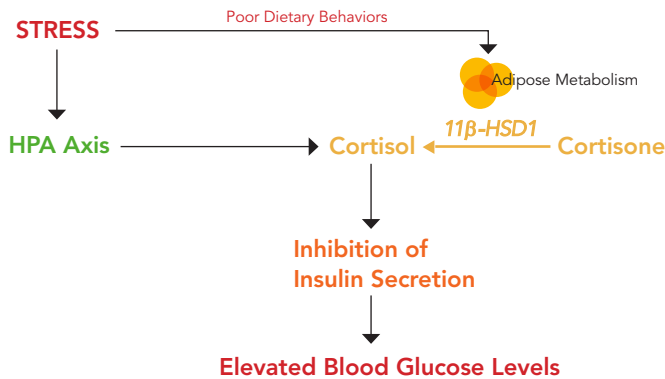 Poor Dietary Behaviors
STRESS
Adipose Metabolism
11β-HSD1
HPA Axis
Cortisol
Cortisone
Inhibition of
Insulin Secretion
Elevated Blood Glucose Levels